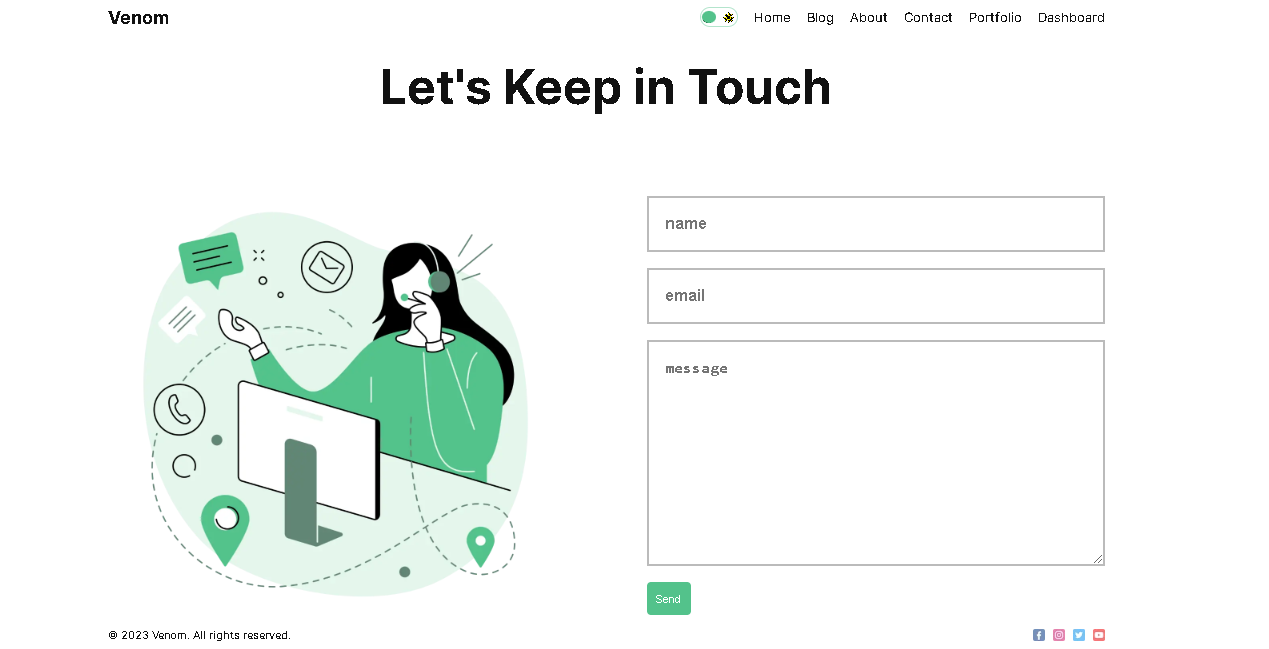 Venom
Home Blog About Contact Portfolio Dashboard
Let's Keep in Touch
name
email
message
Send
© 2023 Venom. All rights reserved.